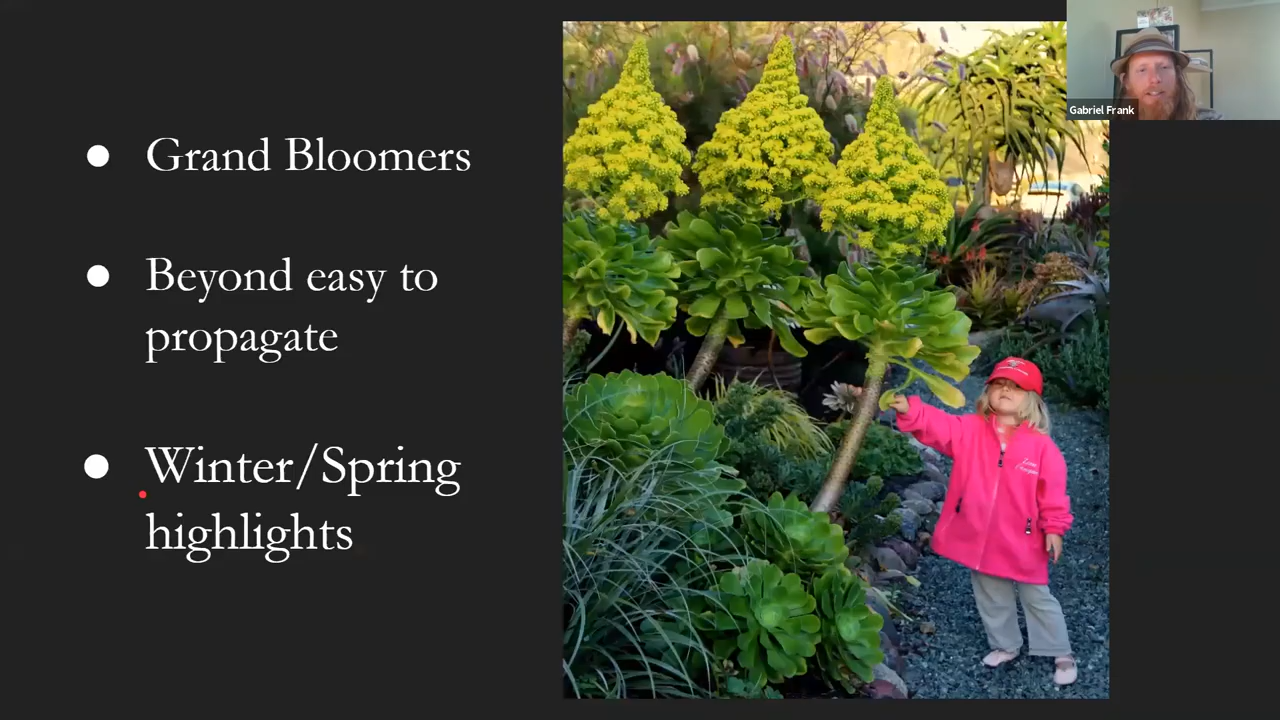 Grand Bloomers
Beyond easy to
propagate
Winter/Spring
highlights
Gabriel Frank